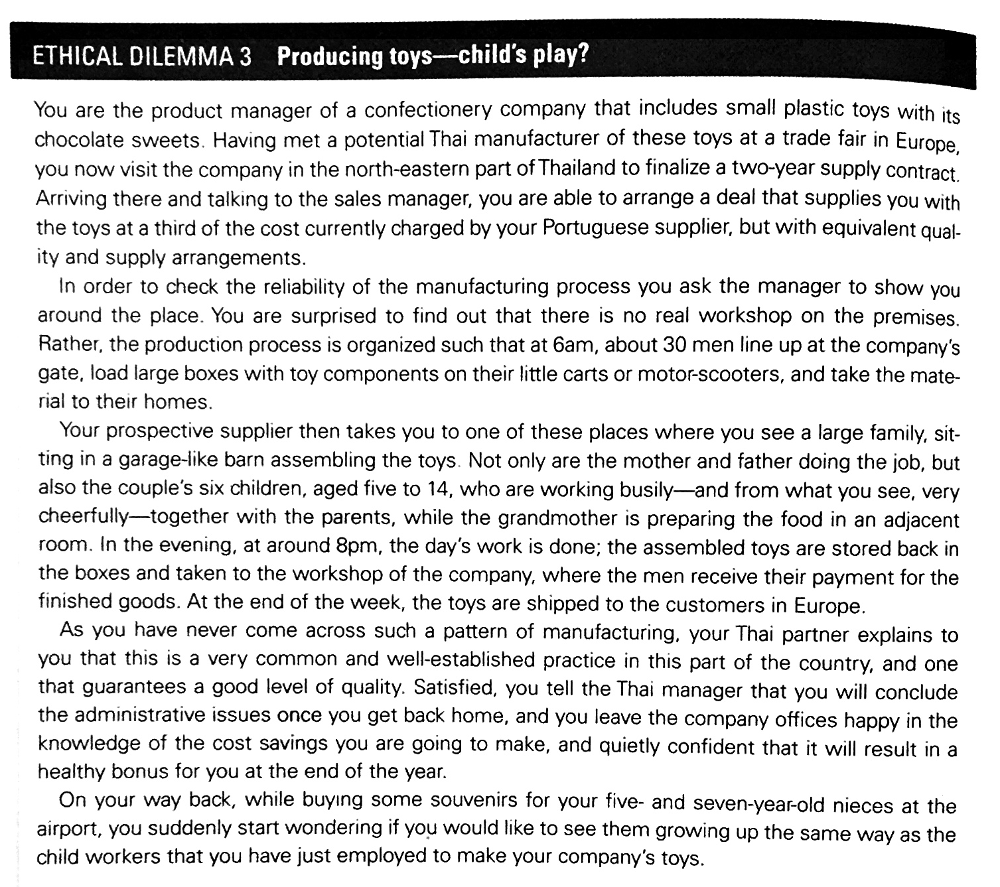 ETHICAL DILEMMA 3 Producing toys—child's play?
You are the product manager of a confectionery company that includes small plastic toys with its
chocolate sweets. Having met a potential Thai manufacturer of these toys at a trade fair in Europe,
you now visit the company in the north-eastern part of Thailand to finalize a two-year supply contract.
Arriving there and talking to the sales manager, you are able to arrange a deal that supplies you with
the toys at a third of the cost currently charged by your Portuguese supplier, but with equivalent qual-
ity and supply arrangements.
In order to check the reliability of the manufacturing process you ask the manager to show you
around the place. You are surprised to find out that there is no real workshop on the premises.
Rather, the production process is organized such that at 6am, about 30 men line up at the company's
gate, load large boxes with toy components on their little carts or motor-scooters, and take the mate-
rial to their homes.
Your prospective supplier then takes you to one of these places where you see a large family, sit-
ting in a garage-like barn assembling the toys. Not only are the mother and father doing the job, but
also the couple's six children, aged five to 14, who are working busily—and from what you see, very
cheerfully—together with the parents, while the grandmother is preparing the food in an adjacent
room. In the evening, at around 8pm, the day's work is done; the assembled toys are stored back in
the boxes and taken to the workshop of the company, where the men receive their payment for the
finished goods. At the end of the week, the toys are shipped to the customers in Europe.
As you have never come across such a pattern of manufacturing, your Thai partner explains to
you that this is a very common and well-established practice in this part of the country, and one
that guarantees a good level of quality. Satisfied, you tell the Thai manager that you will conclude
the administrative issues once you get back home, and you leave the company offices happy in the
knowledge of the cost savings you are going to make, and quietly confident that it will result in a
healthy bonus for you at the end of the year.
On your way back, while buying some souvenirs for your five- and seven-year-old nieces at the
airport, you suddenly start wondering if you would like to see them growing up the same way as the
child workers that you have just employed to make your company's toys.